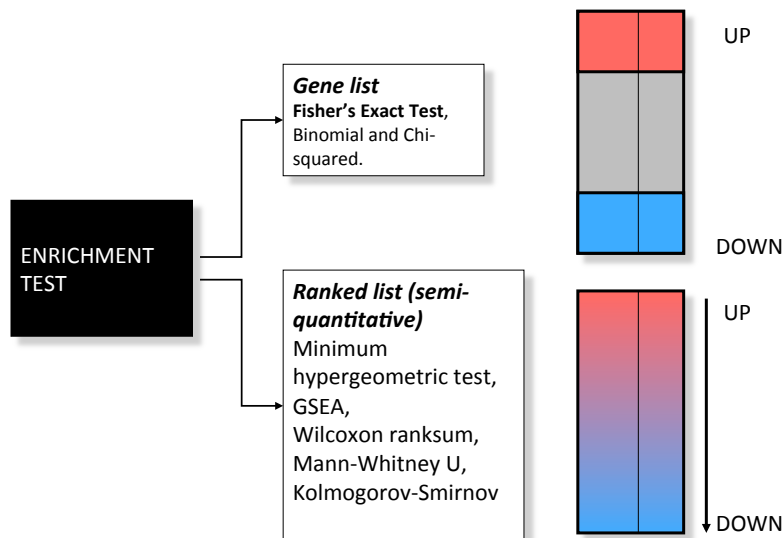 ENRICHMENT
TEST
Gene list
Fisher's Exact Test,
Binomial and Chi-
squared.
UP
DOWN
Ranked list (semi-
quantitative)
Minimum
hypergeometric test,
GSEA,
Wilcoxon ranksum,
Mann-Whitney U,
Kolmogorov-Smirnov
UP
DOWN